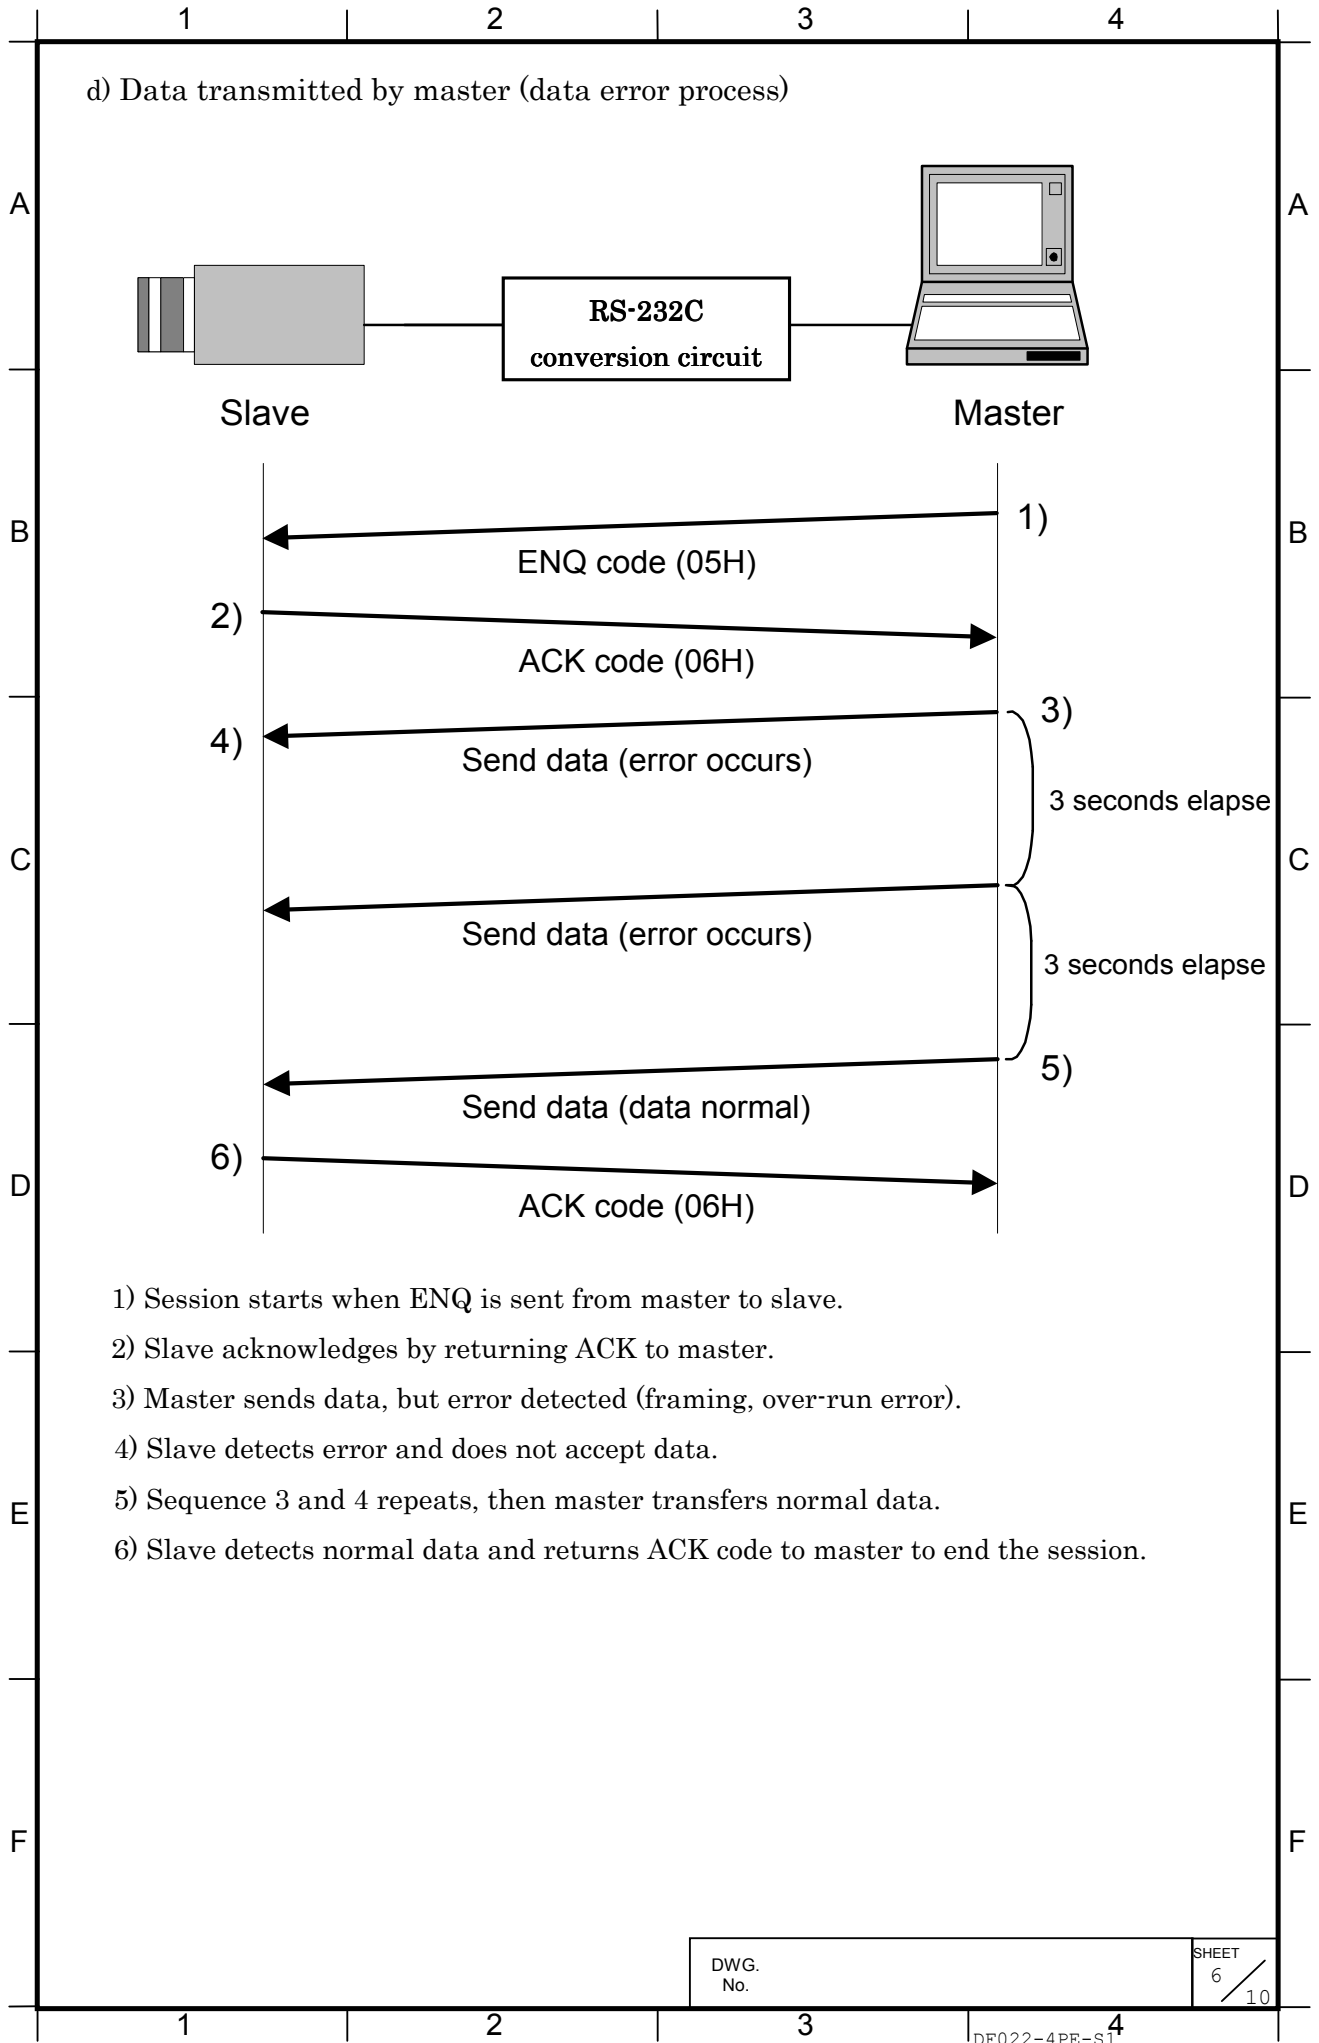 1 2 3 4
d) Data transmitted by master (data error process)
A A
RS-232C
conversion circuit
Slave Master
1)
B B
ENQ code (05H)
2)
ACK code (06H)
3)
4)
Send data (error occurs)
3 seconds elapse
C C
Send data (error occurs)
3 seconds elapse
5)
Send data (data normal)
6)
D D
ACK code (06H)
1) Session starts when ENQ is sent from master to slave.
2) Slave acknowledges by returning ACK to master.
3) Master sends data, but error detected (framing, over-run error).
4) Slave detects error and does not accept data.
5) Sequence 3 and 4 repeats, then master transfers normal data.
E E
6) Slave detects normal data and returns ACK code to master to end the session.
F F
DWG.
No.
SHEET
6
10
1 2 3 4
DF022-4PE-S1